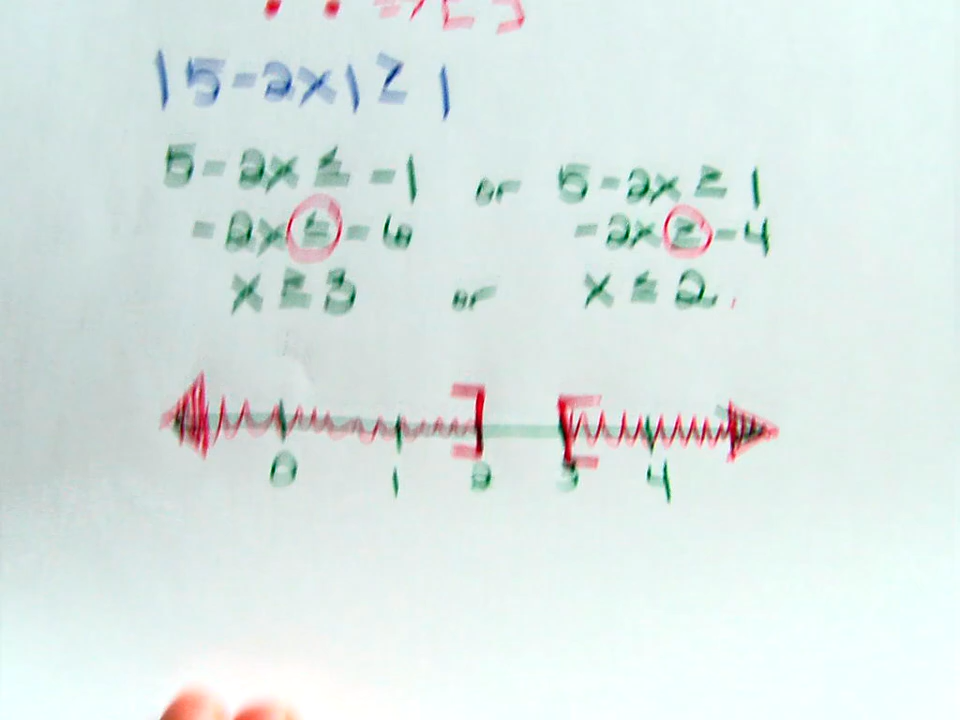 |5-2x| ≥ 1
5-2x ≤ -1 or 5-2x ≥ 1
-2x ≤ -6 -2x ≥ -4
x ≥ 3 or x ≤ 2.
0 1 2 3 4